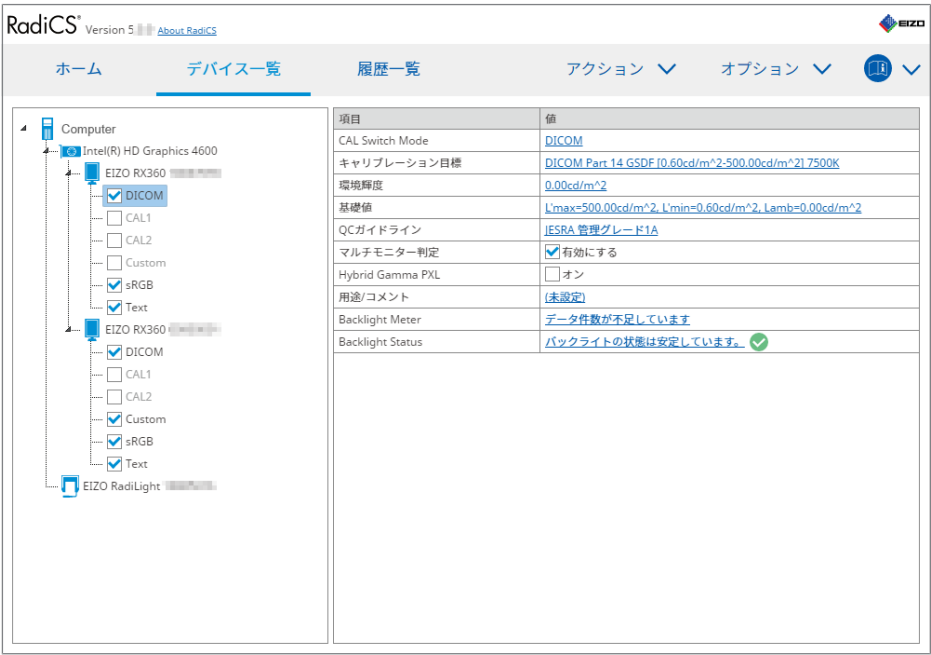 RadiCS® Version 5. About RadiCS EIZO
ホーム デバイス一覧 履歴一覧 アクション オプション
Computer
Intel(R) HD Graphics 4600
EIZO RX360
DICOM
CAL1
CAL2
Custom
sRGB
Text
EIZO RX360
DICOM
CAL1
CAL2
Custom
sRGB
Text
EIZO RadiLight
項目 値
CAL Switch Mode DICOM
キャリブレーション目標 DICOM Part 14 GSDF [0.60cd/m^2-500.00cd/m^2] 7500K
環境輝度 0.00cd/m^2
基礎値 L'max=500.00cd/m^2, L'min=0.60cd/m^2, Lamb=0.00cd/m^2
QCガイドライン JESRA 管理グレード1A
マルチモニター判定 有効にする
Hybrid Gamma PXL オン
用途/コメント (未設定)
Backlight Meter データ件数が不足しています
Backlight Status バックライトの状態は安定しています。